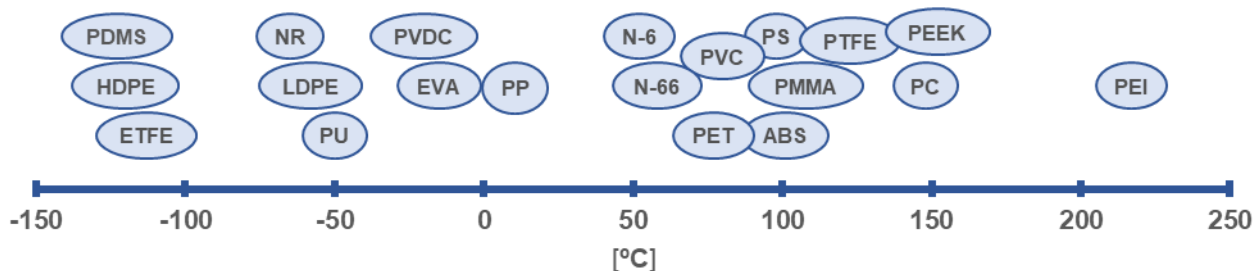 PDMS NR PVDC N-6 PS PTFE PEEK
PVC
HDPE LDPE EVA PP N-66 PMMA PC PEI
ETFE PU PET ABS
-150 -100 -50 0 50 100 150 200 250
[ºC]